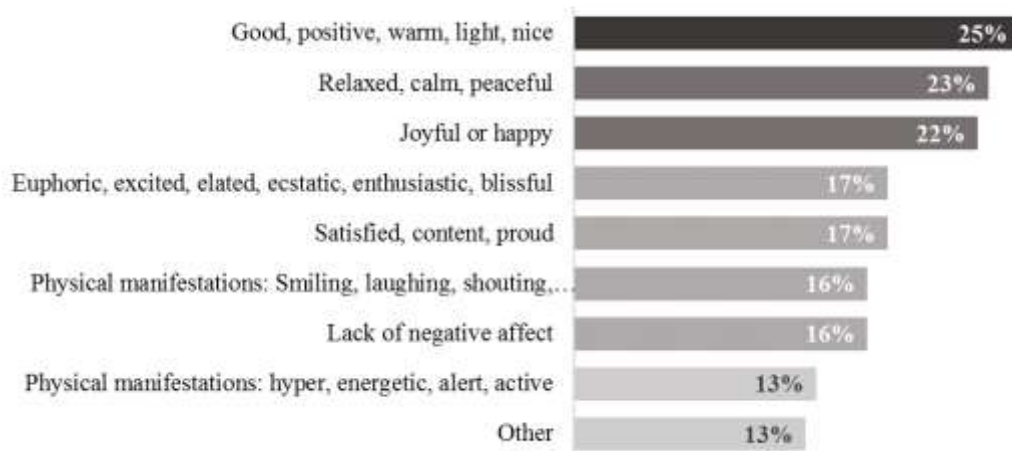 Good, positive, warm, light, nice 25%
Relaxed, calm, peaceful 23%
Joyful or happy 22%
Euphoric, excited, elated, ecstatic, enthusiastic, blissful 17%
Satisfied, content, proud 17%
Physical manifestations: Smiling, laughing, shouting,… 16%
Lack of negative affect 16%
Physical manifestations: hyper, energetic, alert, active 13%
Other 13%